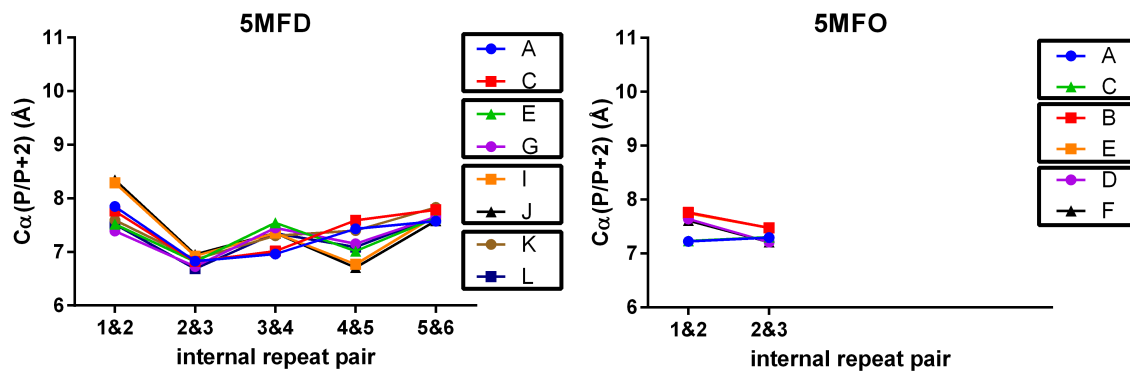 5MFD
Cα(P/P+2) (Å)
11
10
9
8
7
6
1&2 2&3 3&4 4&5 5&6
internal repeat pair
A
C
E
G
I
J
K
L
5MFO
Cα(P/P+2) (Å)
11
10
9
8
7
6
1&2 2&3
internal repeat pair
A
C
B
E
D
F